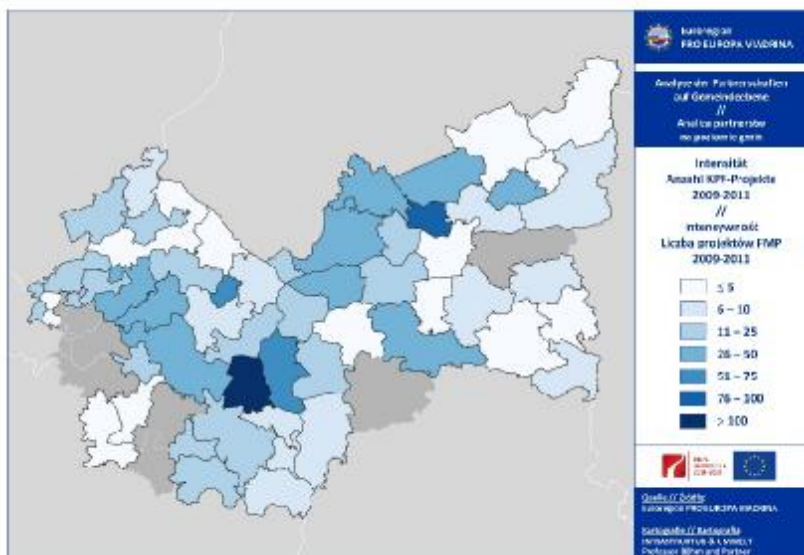 Euroregion
PRO EUROPA VIADRINA
Analyse der Partnerschaften
auf Gemeindeebene
//
Analiza partnerstw
na poziomie gmin
Intensität
Anzahl KPF-Projekte
2009-2011
//
Intensywność
Liczba projektów FMP
2009-2011
≤ 5
6 – 10
11 – 25
26 – 50
51 – 75
76 – 100
> 100
Quelle // Źródło:
Euroregion PRO EUROPA VIADRINA
Kartografie // Kartografia
INFRASTRUKTUR & UMWELT
Professor Böhm und Partner